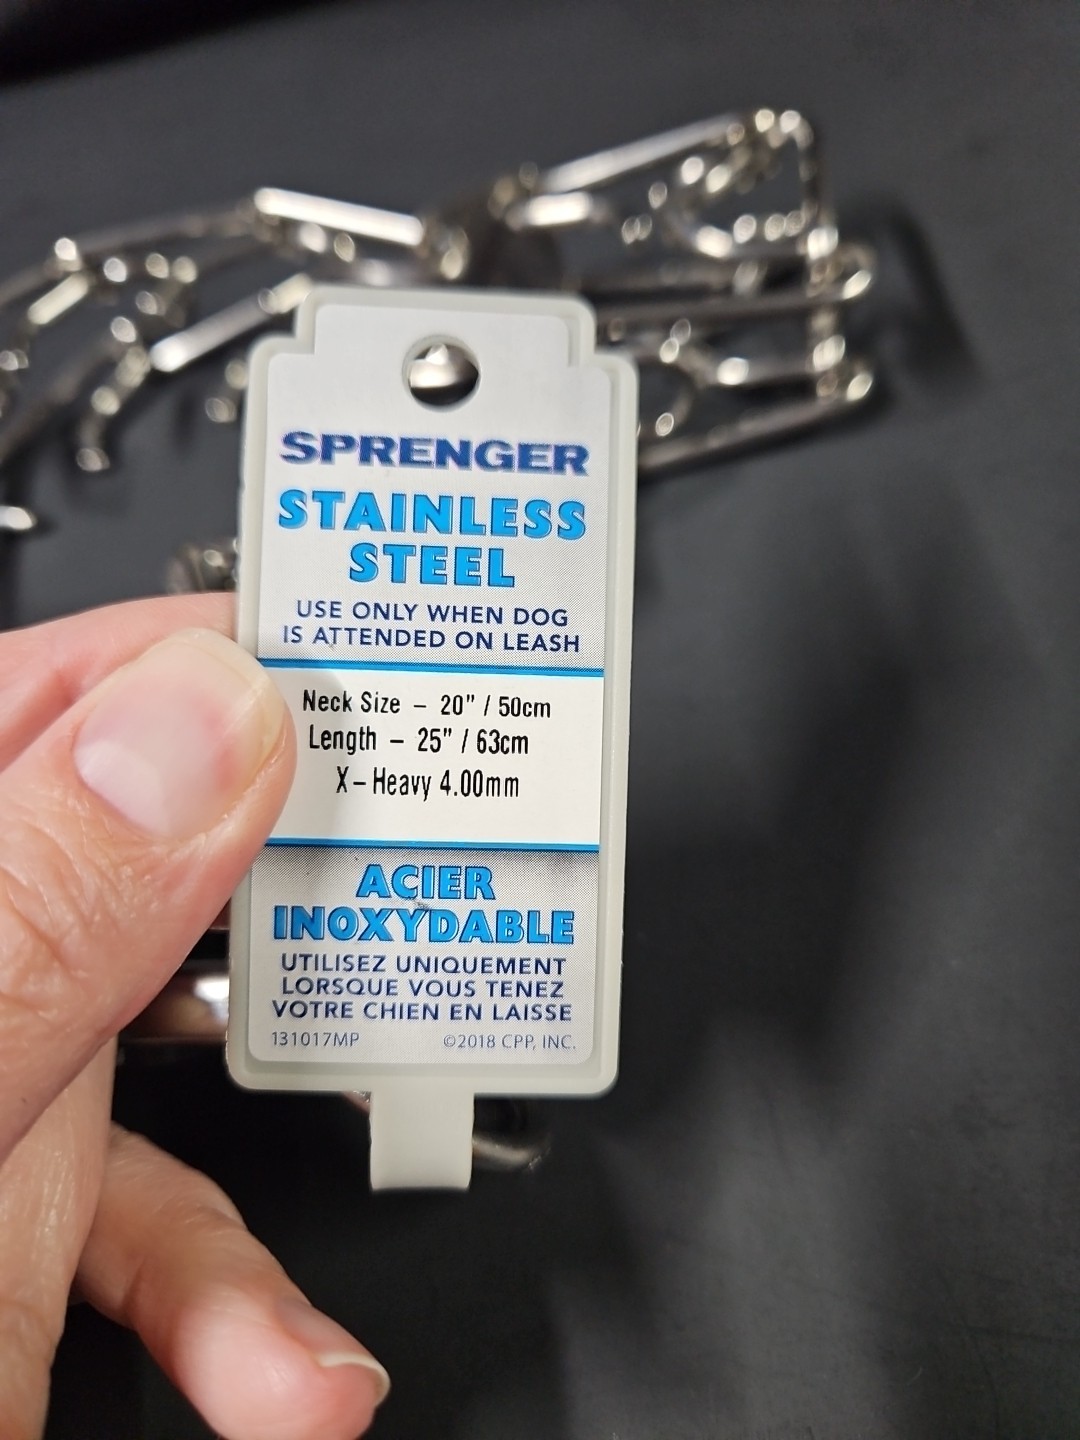 SPRENGER
STAINLESS
STEEL
USE ONLY WHEN DOG
IS ATTENDED ON LEASH
Neck Size – 20" / 50cm
Length – 25" / 63cm
X – Heavy 4.00mm
ACIER
INOXYDABLE
UTILISEZ UNIQUEMENT
LORSQUE VOUS TENEZ
VOTRE CHIEN EN LAISSE
131017MP ©2018 CPP, INC.